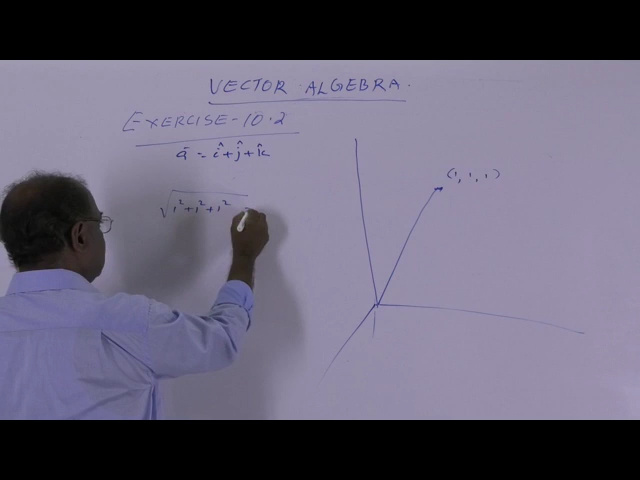 VECTOR ALGEBRA.
EXERCISE-10.2
ā = î+ĵ+k̂
√1²+1²+1²
(1,1,1)